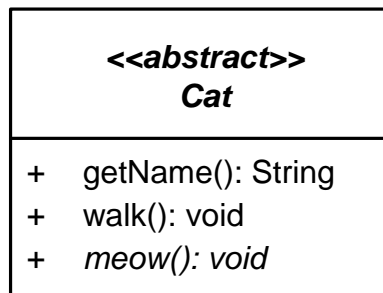 <<abstract>>
Cat
+ getName(): String
+ walk(): void
+ meow(): void